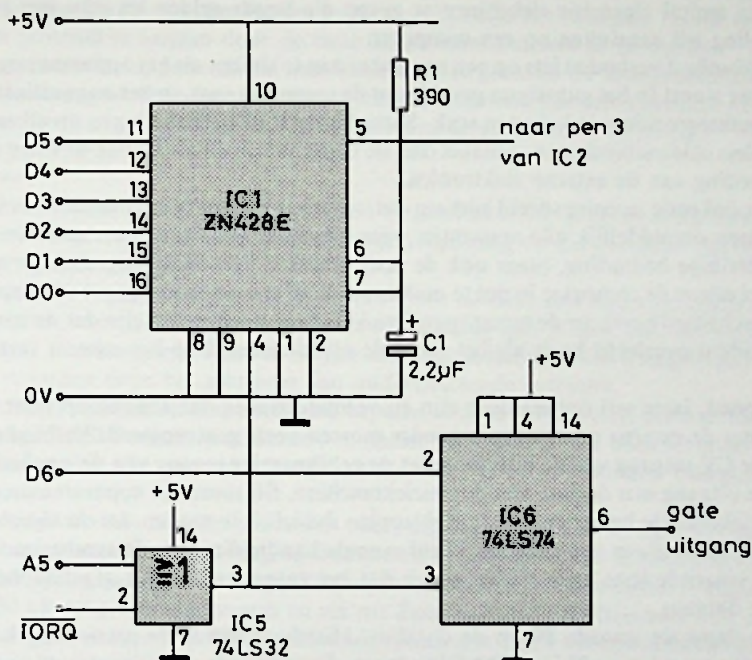 +5V
R1
390
10
11
5
naar pen 3
van IC2
D5
12
D4
13
D3
IC1
ZN428E
14
D2
15
D1
6
16
D0
7
8 9 4 1 2
+
C1
2,2µF
0V
+5V
1 4 14
D6
2
+5V
14
IC6
74LS74
6
gate
uitgang
A5
1
≥1
3
3
2
IORQ
IC5
74LS32
7
7